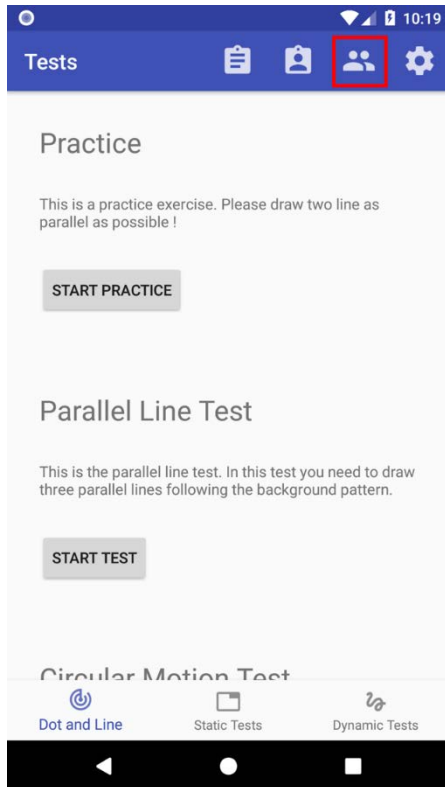 10:19
Tests
Practice
This is a practice exercise. Please draw two line as
parallel as possible !
START PRACTICE
Parallel Line Test
This is the parallel line test. In this test you need to draw
three parallel lines following the background pattern.
START TEST
Circular Motion Test
Dot and Line
Static Tests
Dynamic Tests